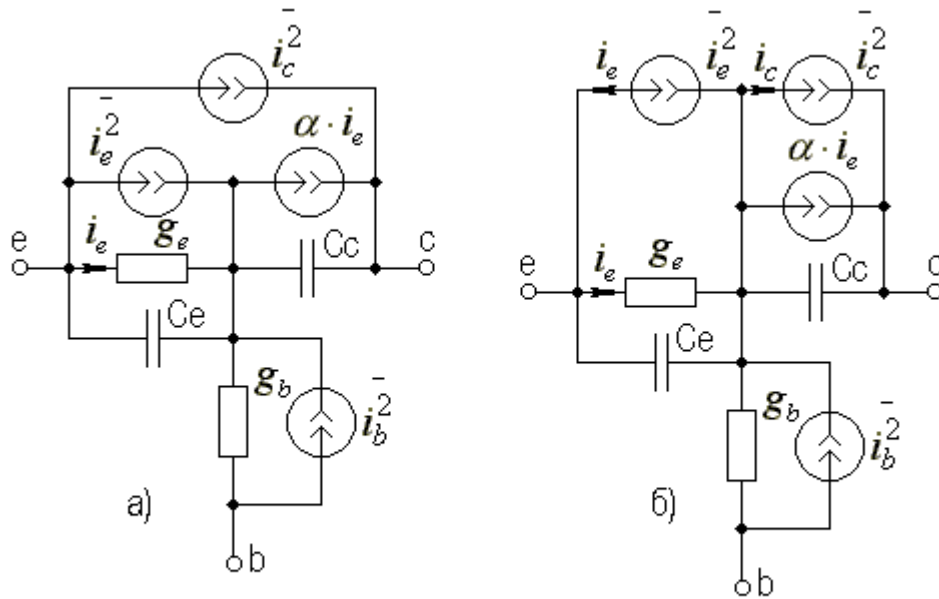 i_c^2
i_e^2
α · i_e
e
i_e
g_e
Cc
c
Ce
g_b
i_b^2
а)
b
i_e
i_e^2
i_c
i_c^2
α · i_e
e
i_e
g_e
Cc
c
Ce
g_b
i_b^2
б)
b